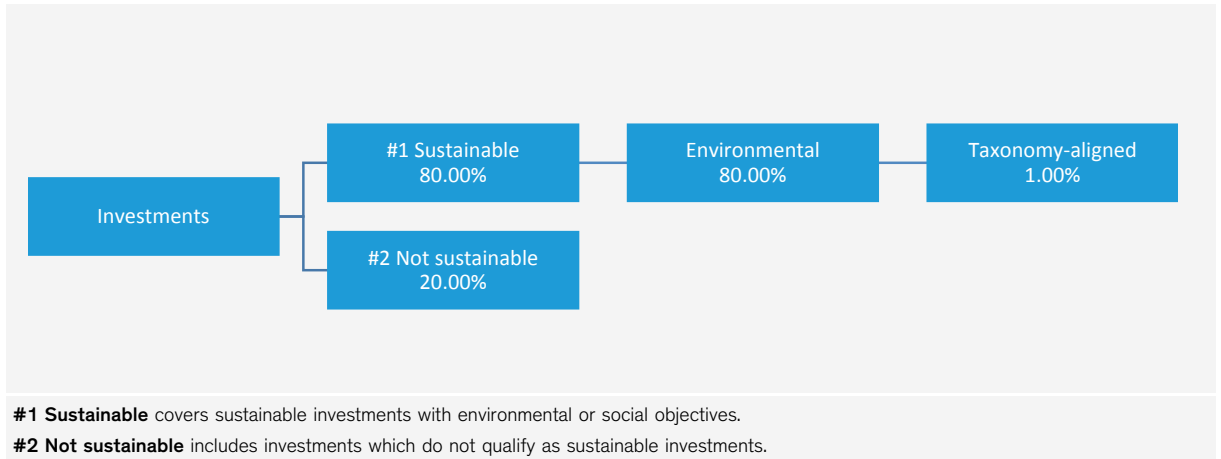 #1 Sustainable
80.00%
Environmental
80.00%
Taxonomy-aligned
1.00%
Investments
#2 Not sustainable
20.00%
#1 Sustainable covers sustainable investments with environmental or social objectives.
#2 Not sustainable includes investments which do not qualify as sustainable investments.